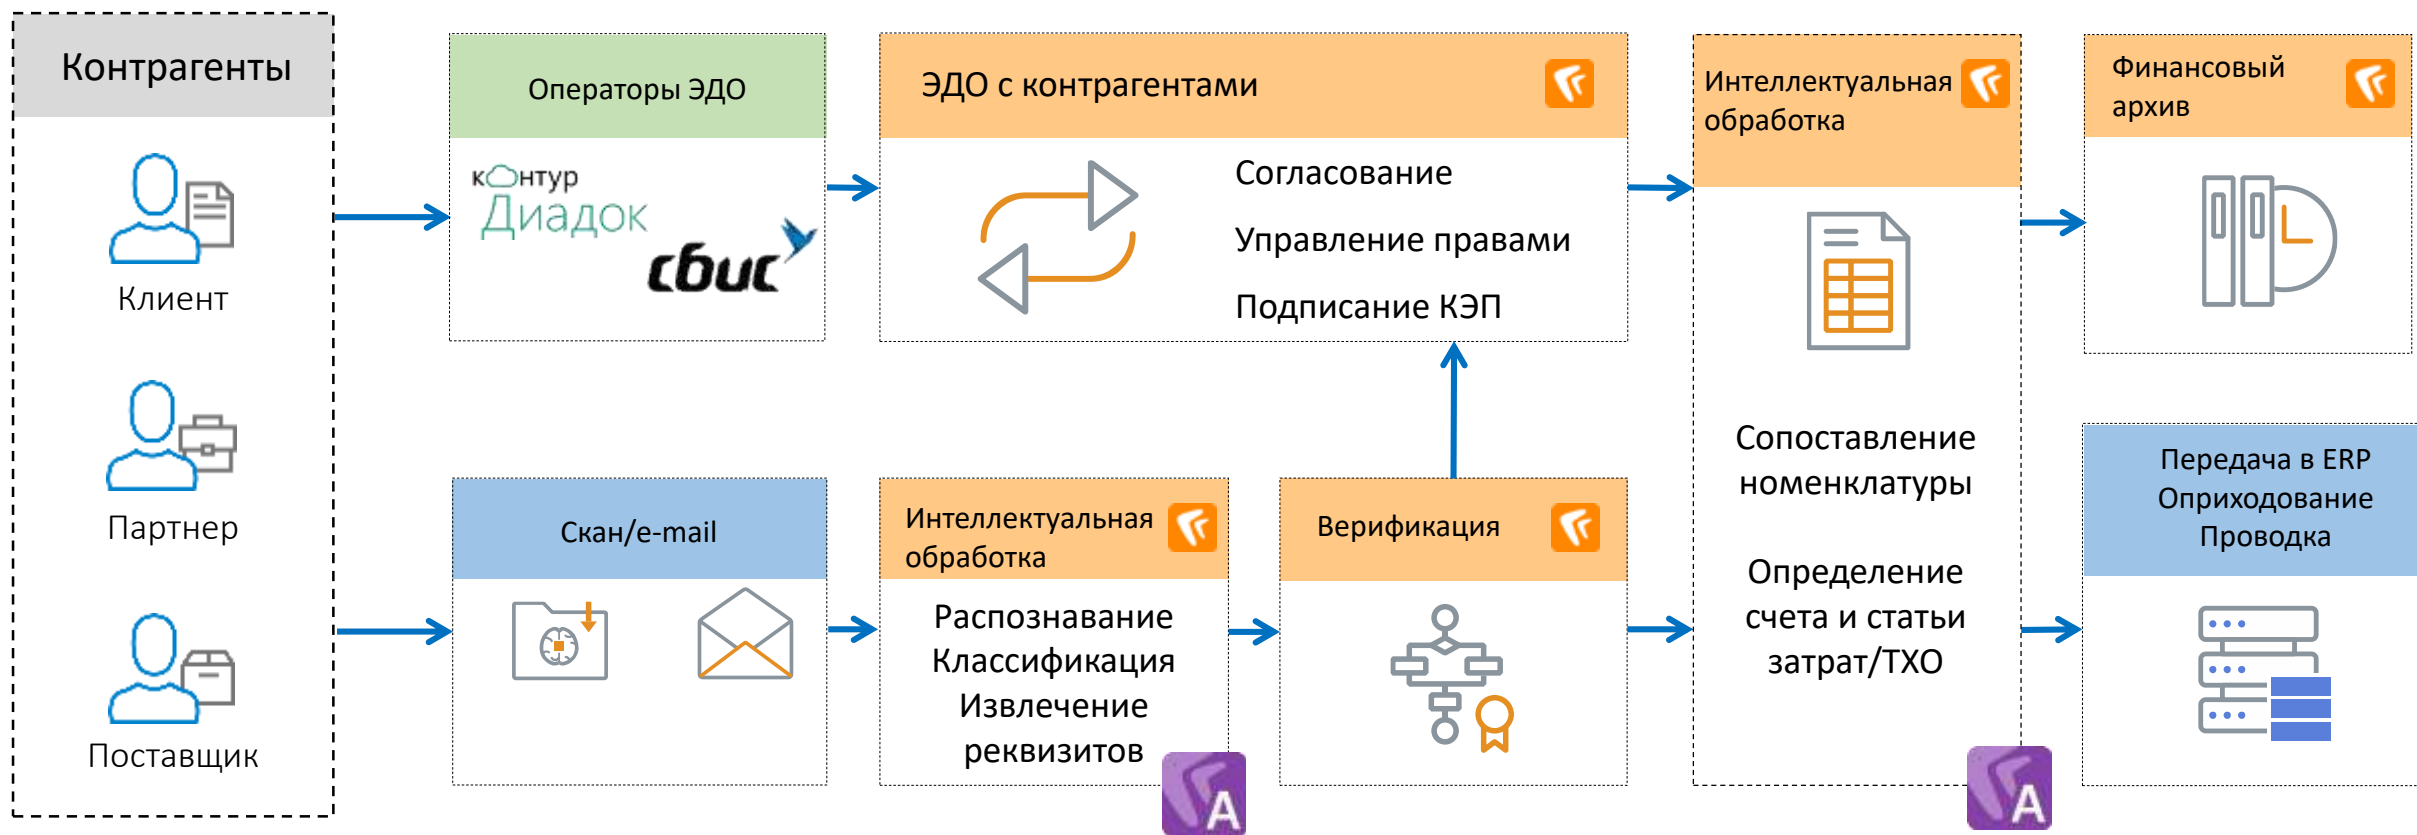 Контрагенты
Клиент
Партнер
Поставщик
Операторы ЭДО
контур
Диадок
сбис
ЭДО с контрагентами
Согласование
Управление правами
Подписание КЭП
Скан/e-mail
Интеллектуальная
обработка
Распознавание
Классификация
Извлечение
реквизитов
A
Верификация
Интеллектуальная
обработка
Сопоставление
номенклатуры
Определение
счета и статьи
затрат/ТХО
A
Финансовый
архив
Передача в ERP
Оприходование
Проводка